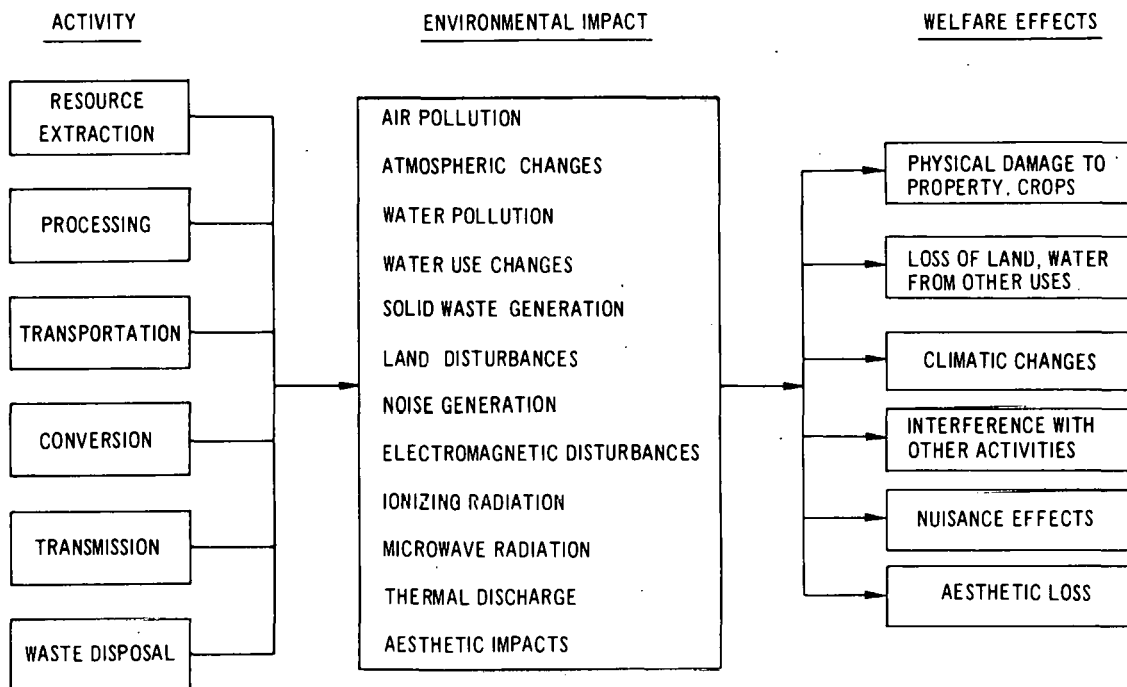 ACTIVITY
RESOURCE
EXTRACTION
PROCESSING
TRANSPORTATION
CONVERSION
TRANSMISSION
WASTE DISPOSAL
ENVIRONMENTAL IMPACT
AIR POLLUTION
ATMOSPHERIC CHANGES
WATER POLLUTION
WATER USE CHANGES
SOLID WASTE GENERATION
LAND DISTURBANCES
NOISE GENERATION
ELECTROMAGNETIC DISTURBANCES
IONIZING RADIATION
MICROWAVE RADIATION
THERMAL DISCHARGE
AESTHETIC IMPACTS
WELFARE EFFECTS
PHYSICAL DAMAGE TO
PROPERTY, CROPS
LOSS OF LAND, WATER
FROM OTHER USES
CLIMATIC CHANGES
INTERFERENCE WITH
OTHER ACTIVITIES
NUISANCE EFFECTS
AESTHETIC LOSS